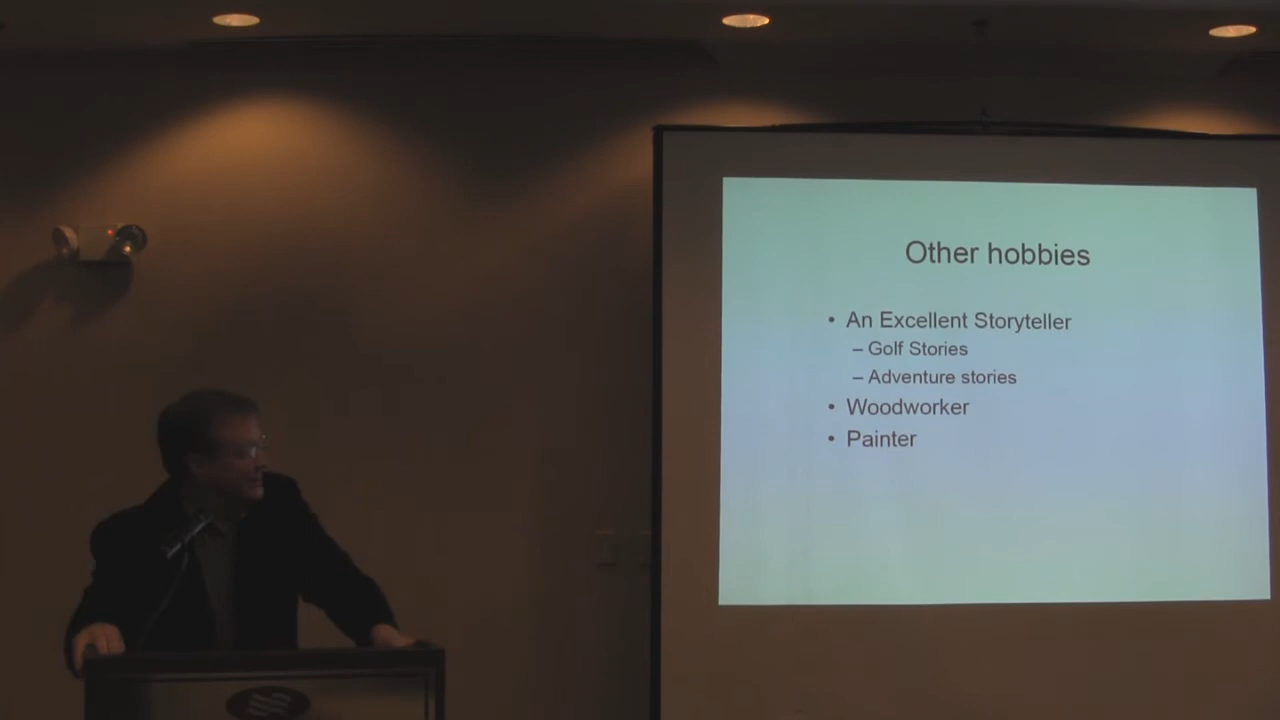 Other hobbies
• An Excellent Storyteller
– Golf Stories
– Adventure stories
• Woodworker
• Painter